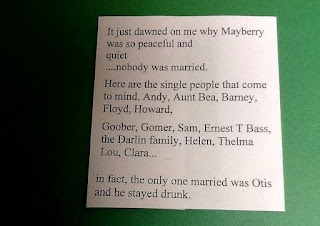 It just dawned on me why Mayberry
was so peaceful and
quiet
....nobody was married.
Here are the single people that come
to mind. Andy, Aunt Bea, Barney,
Floyd, Howard,
Goober, Gomer, Sam, Ernest T Bass,
the Darlin family, Helen, Thelma
Lou, Clara...
in fact, the only one married was Otis
and he stayed drunk.